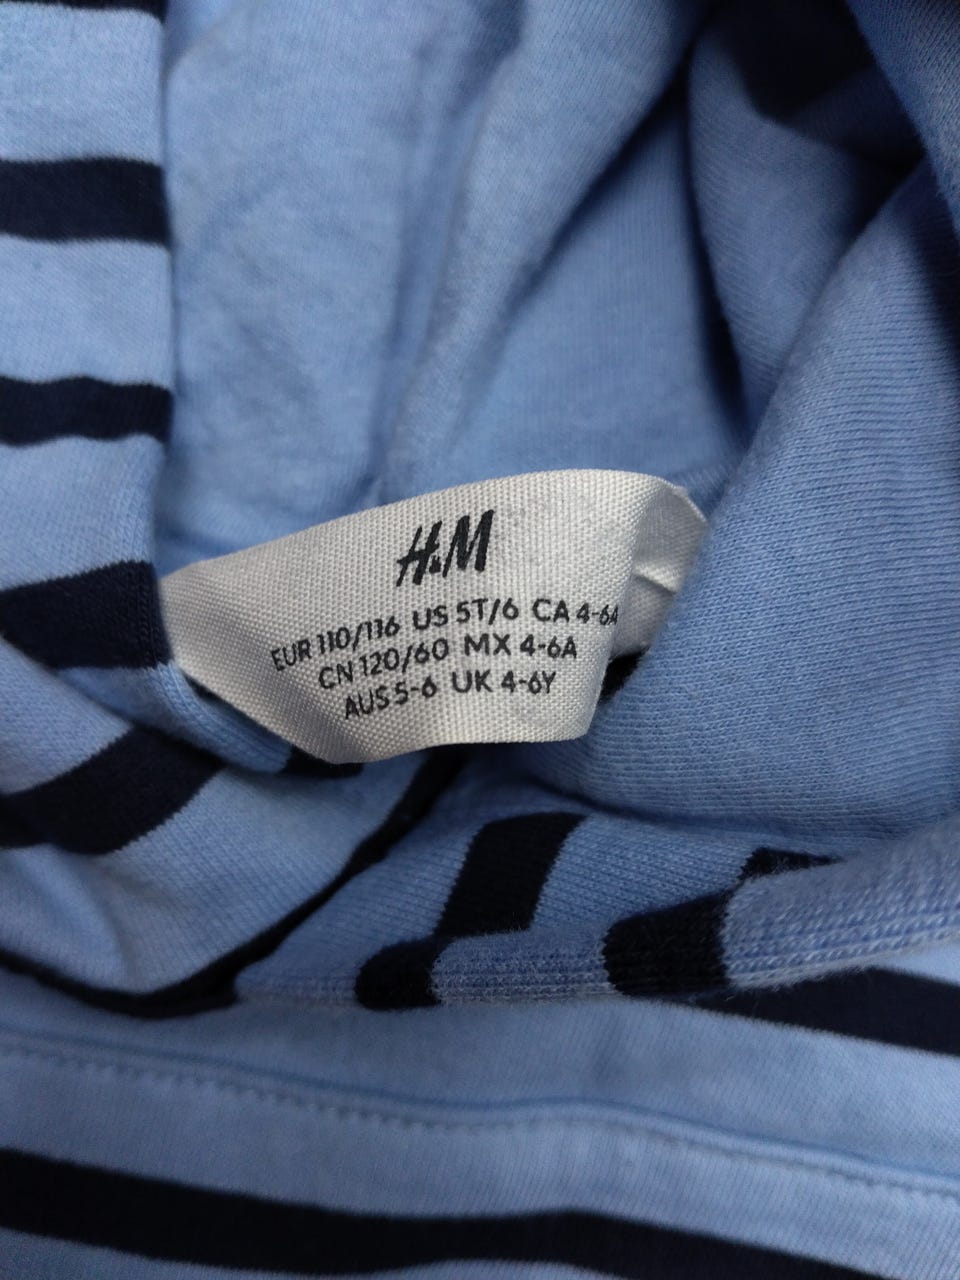 H&M
EUR 110/116 US 5T/6 CA 4-6A
CN 120/60 MX 4-6A
AUS 5-6 UK 4-6Y